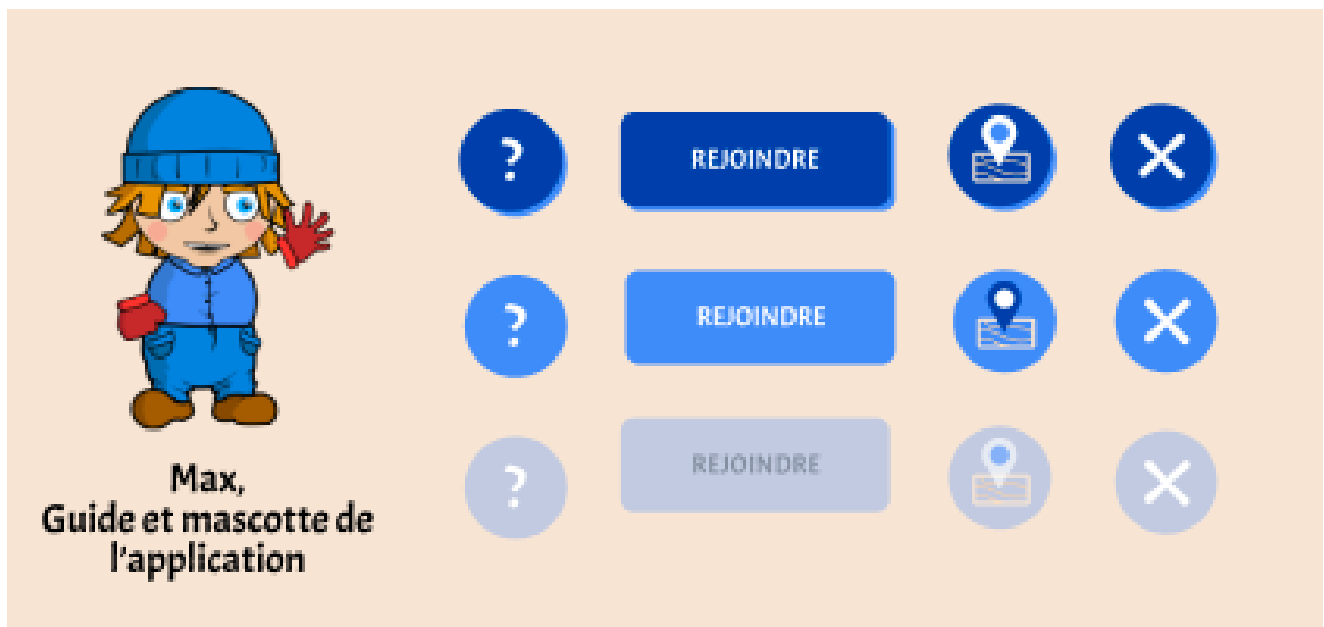 ?
REJOINDRE
?
REJOINDRE
?
REJOINDRE
Max,
Guide et mascotte de
l'application